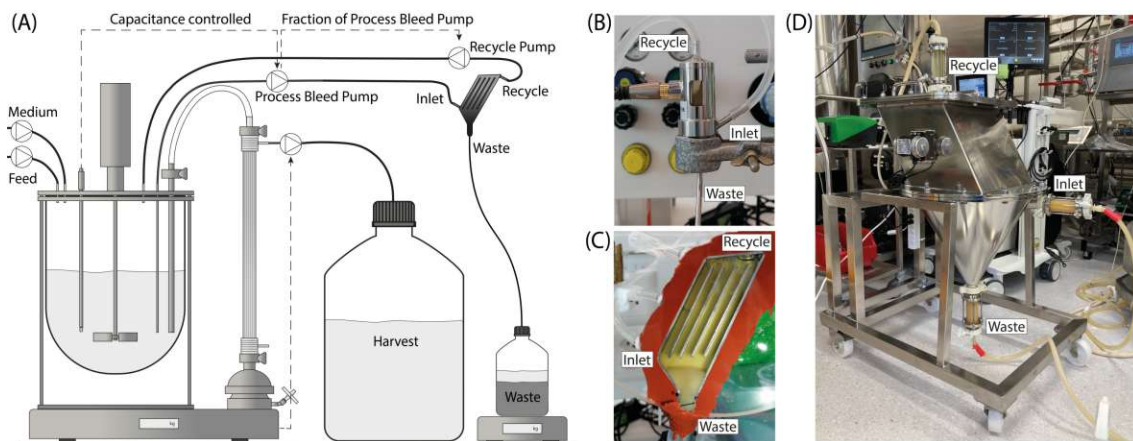 (A)
Capacitance controlled
Fraction of Process Bleed Pump
Recycle Pump
Recycle
Process Bleed Pump
Inlet
Waste
Medium
Feed
Harvest
Waste
kg
kg
(B)
Recycle
Inlet
Waste
(C)
Recycle
Inlet
Waste
(D)
Recycle
Inlet
Waste